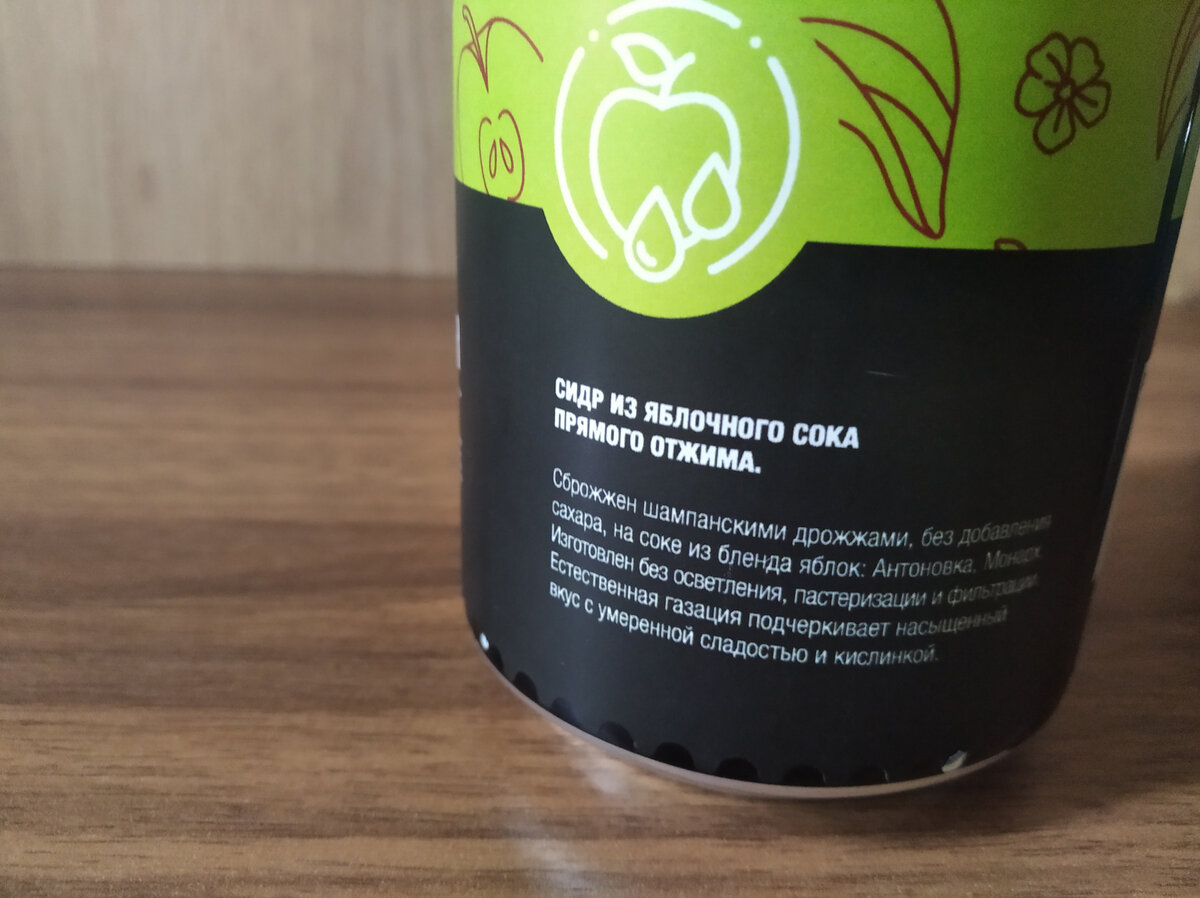 СИДР ИЗ ЯБЛОЧНОГО СОКА
ПРЯМОГО ОТЖИМА.
Сброжжен шампанскими дрожжами, без добавления
сахара, на соке из бленда яблок: Антоновка, Монарх.
Изготовлен без осветления, пастеризации и фильтрации.
Естественная газация подчеркивает насыщенный
вкус с умеренной сладостью и кислинкой.